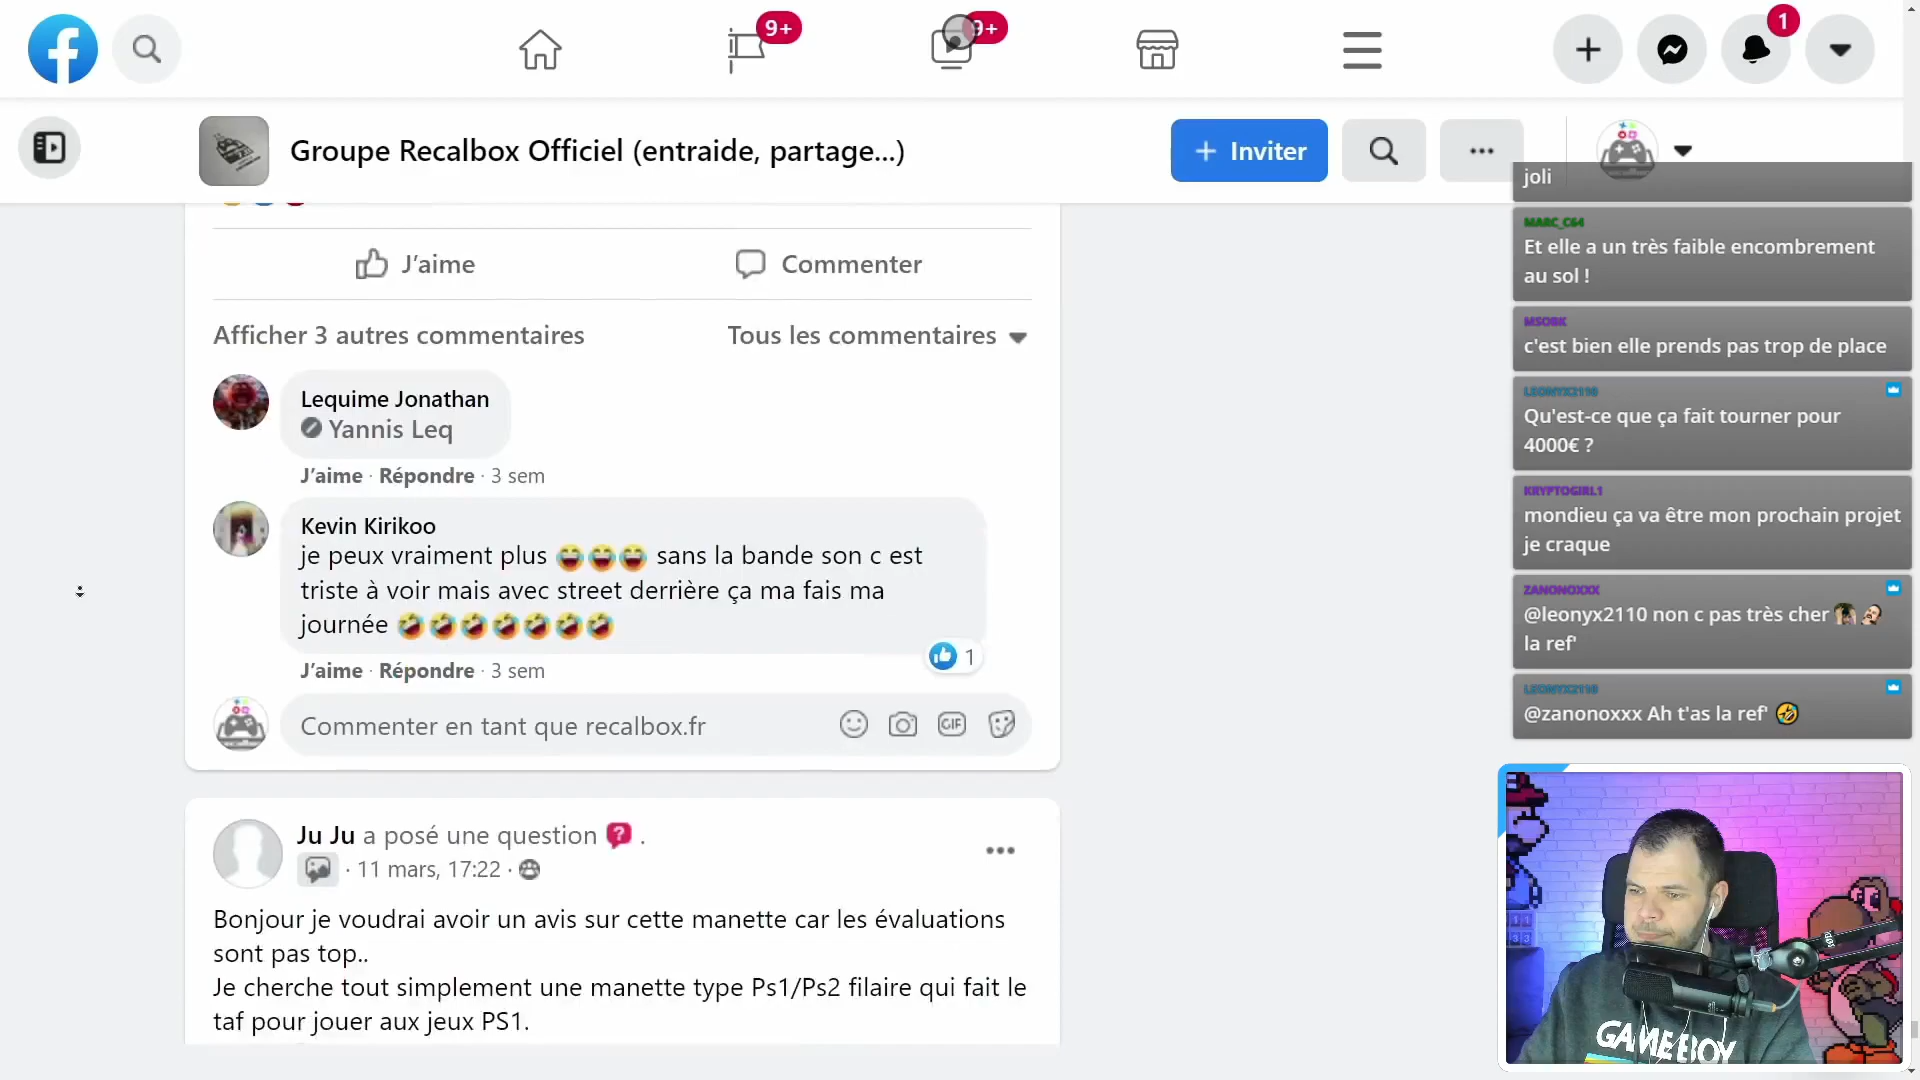 9+
9+
1
Groupe Recalbox Officiel (entraide, partage...)
+ Inviter
J'aime
Commenter
Afficher 3 autres commentaires
Tous les commentaires
Lequime Jonathan
Yannis Leq
J'aime · Répondre · 3 sem
Kevin Kirikoo
je peux vraiment plus 😂😂😂 sans la bande son c est
triste à voir mais avec street derrière ça ma fais ma
journée 🤣🤣🤣🤣🤣🤣🤣
1
J'aime · Répondre · 3 sem
Commenter en tant que recalbox.fr
GIF
Ju Ju a posé une question ?.
· 11 mars, 17:22 ·
Bonjour je voudrai avoir un avis sur cette manette car les évaluations
sont pas top..
Je cherche tout simplement une manette type Ps1/Ps2 filaire qui fait le
taf pour jouer aux jeux PS1.
joli
MARC_C64
Et elle a un très faible encombrement
au sol !
MSOBK
c'est bien elle prends pas trop de place
LEONYX2110
Qu'est-ce que ça fait tourner pour
4000€ ?
KRYPTOGIRL1
mondieu ça va être mon prochain projet
je craque
ZANONOXXX
@leonyx2110 non c pas très cher
la ref'
LEONYX2110
@zanonoxxx Ah t'as la ref' 🤣
GAMEBOY